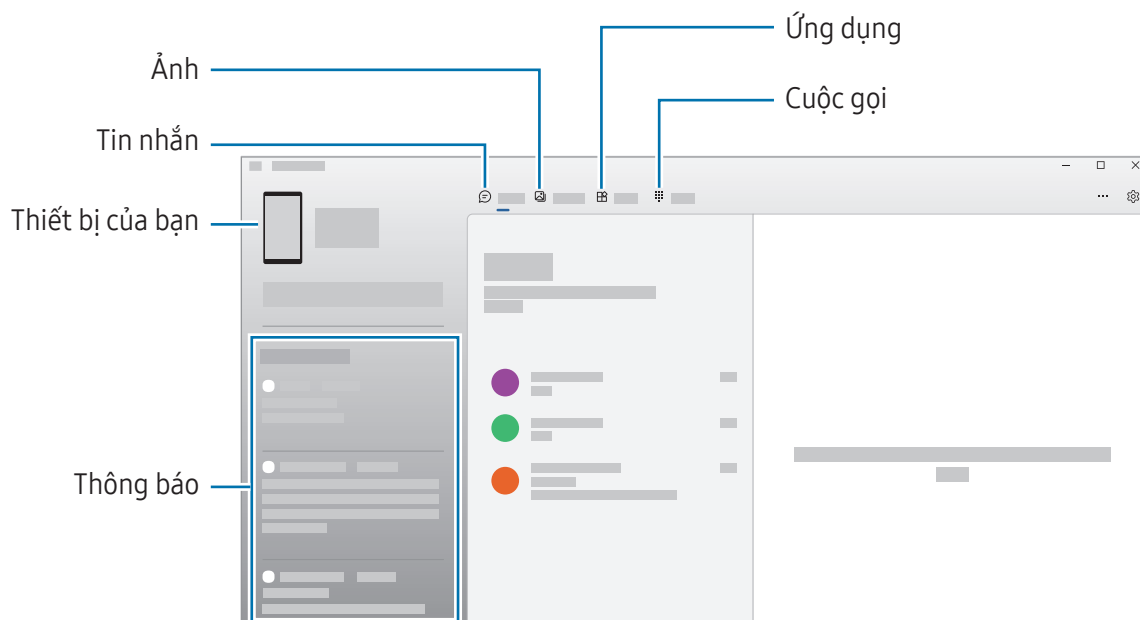 Ứng dụng
Ảnh
Cuộc gọi
Tin nhắn
Thiết bị của bạn
Thông báo